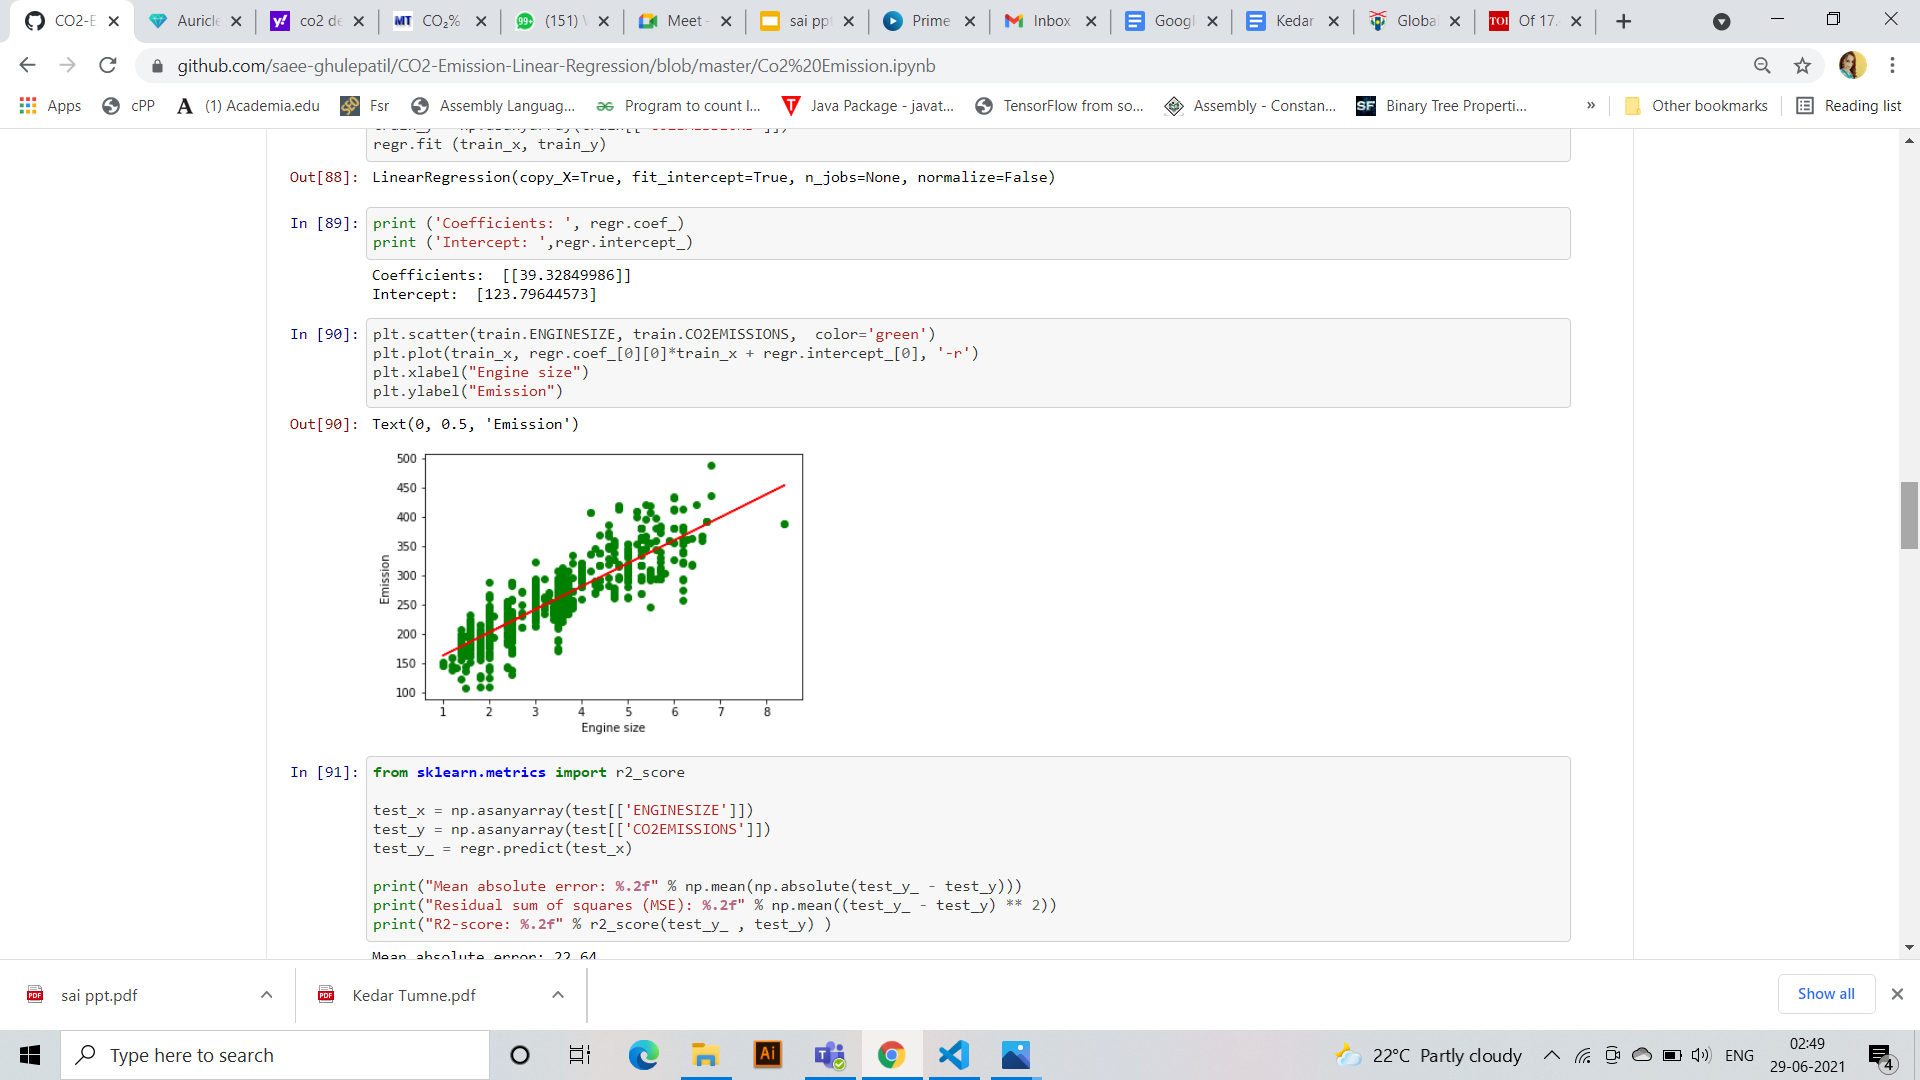 CO2-E
Auricle
co2 de
CO₂%
(151) \
Meet -
sai ppt
Prime
Inbox
Googl
Kedar
Globa
Of 17.
github.com/saee-ghulepatil/CO2-Emission-Linear-Regression/blob/master/Co2%20Emission.ipynb
Apps
cPP
(1) Academia.edu
Fsr
Assembly Languag...
Program to count I...
Java Package - javat...
TensorFlow from so...
Assembly - Constan...
Binary Tree Properti...
»
Other bookmarks
Reading list
regr.fit (train_x, train_y)
Out[88]: LinearRegression(copy_X=True, fit_intercept=True, n_jobs=None, normalize=False)
In [89]: print ('Coefficients: ', regr.coef_)
print ('Intercept: ',regr.intercept_)
Coefficients:  [[39.32849986]]
Intercept:  [123.79644573]
In [90]: plt.scatter(train.ENGINESIZE, train.CO2EMISSIONS,  color='green')
plt.plot(train_x, regr.coef_[0][0]*train_x + regr.intercept_[0], '-r')
plt.xlabel("Engine size")
plt.ylabel("Emission")
Out[90]: Text(0, 0.5, 'Emission')
500
450
400
350
300
250
200
150
100
Emission
1 2 3 4 5 6 7 8
Engine size
In [91]: from sklearn.metrics import r2_score
test_x = np.asanyarray(test[['ENGINESIZE']])
test_y = np.asanyarray(test[['CO2EMISSIONS']])
test_y_ = regr.predict(test_x)
print("Mean absolute error: %.2f" % np.mean(np.absolute(test_y_ - test_y)))
print("Residual sum of squares (MSE): %.2f" % np.mean((test_y_ - test_y) ** 2))
print("R2-score: %.2f" % r2_score(test_y_ , test_y) )
Mean absolute error: 22.64
sai ppt.pdf
Kedar Tumne.pdf
Show all
Type here to search
22°C Partly cloudy
ENG
02:49
29-06-2021
4